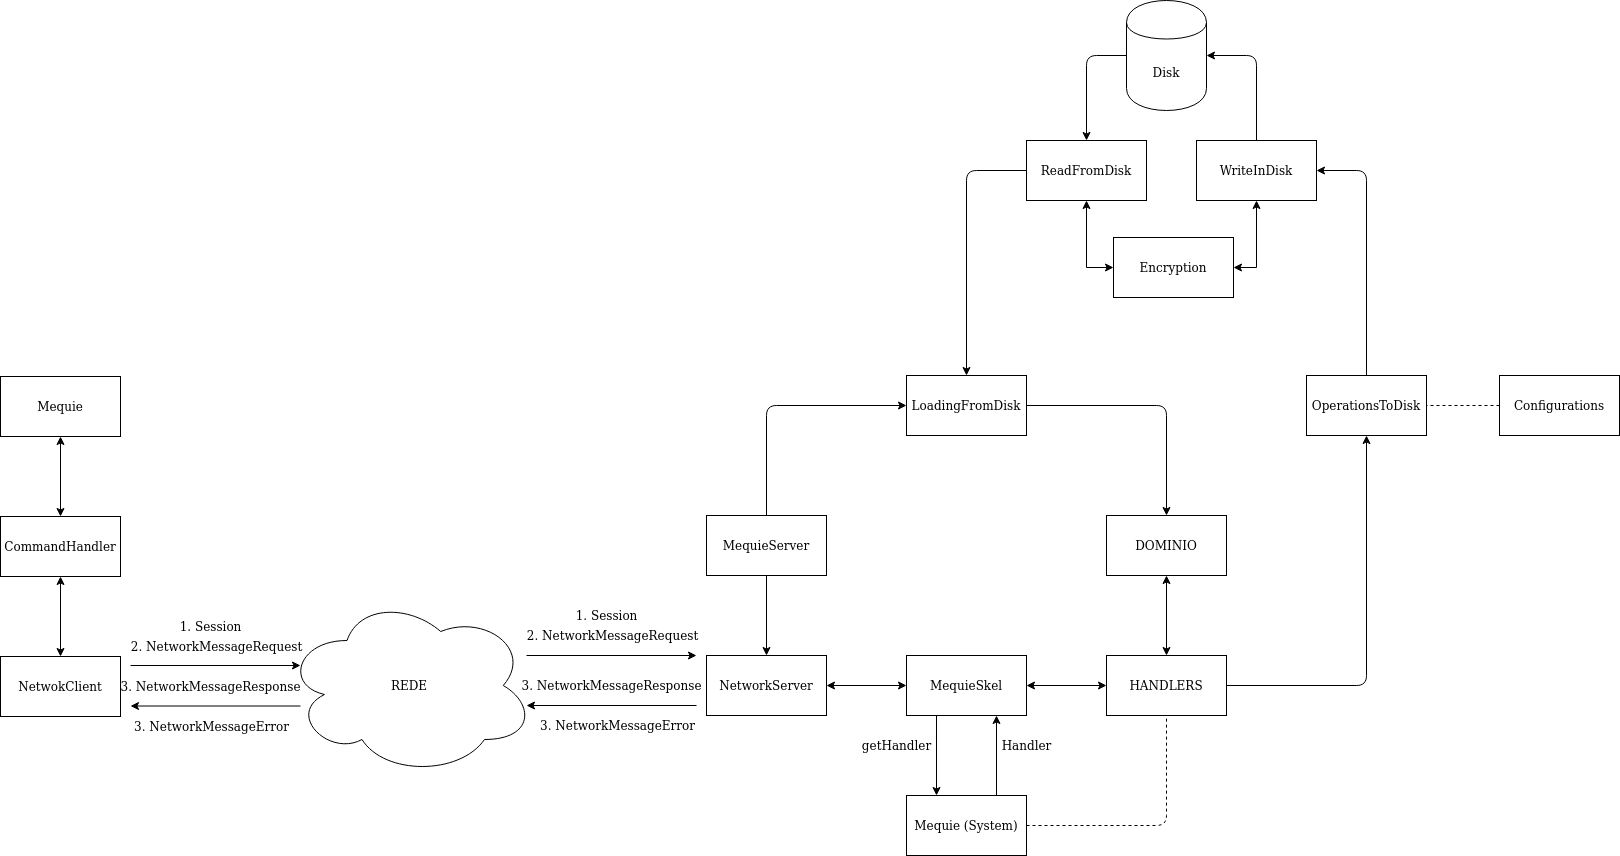 Disk
ReadFromDisk
WriteInDisk
Encryption
Mequie
LoadingFromDisk
OperationsToDisk
Configurations
CommandHandler
MequieServer
DOMINIO
1. Session
2. NetworkMessageRequest
3. NetworkMessageResponse
3. NetworkMessageError
1. Session
2. NetworkMessageRequest
3. NetworkMessageResponse
3. NetworkMessageError
NetwokClient
REDE
NetworkServer
MequieSkel
HANDLERS
getHandler
Handler
Mequie (System)